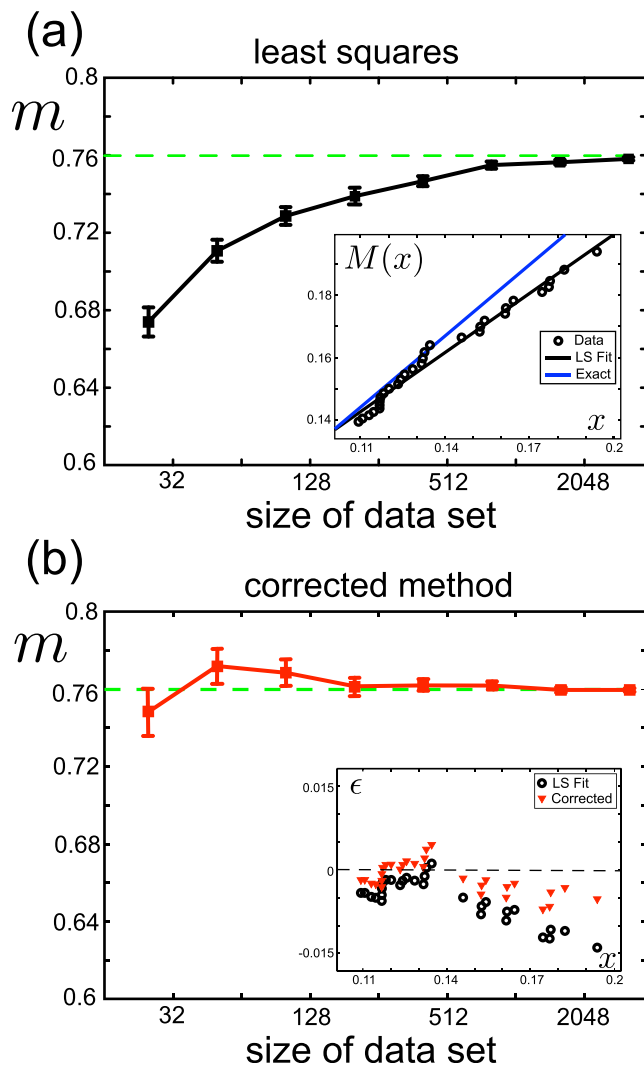 (a)
least squares
m
0.8
0.76
0.72
0.68
0.64
0.6
M(x)
0.18
0.16
0.14
Data
LS Fit
Exact
x
0.11
0.14
0.17
0.2
32
128
512
2048
size of data set
(b)
corrected method
m
0.8
0.76
0.72
0.68
0.64
0.6
ϵ
0.015
0
-0.015
LS Fit
Corrected
x
0.11
0.14
0.17
0.2
32
128
512
2048
size of data set